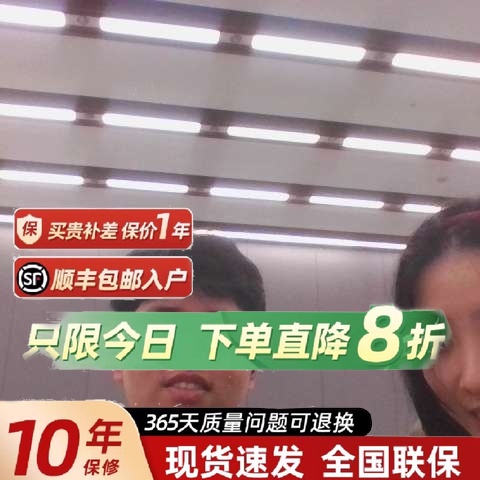 保 买贵补差 保价1年
SF 顺丰包邮入户
只限今日 下单直降8折
365天质量问题可退换
10年保修
现货速发 全国联保